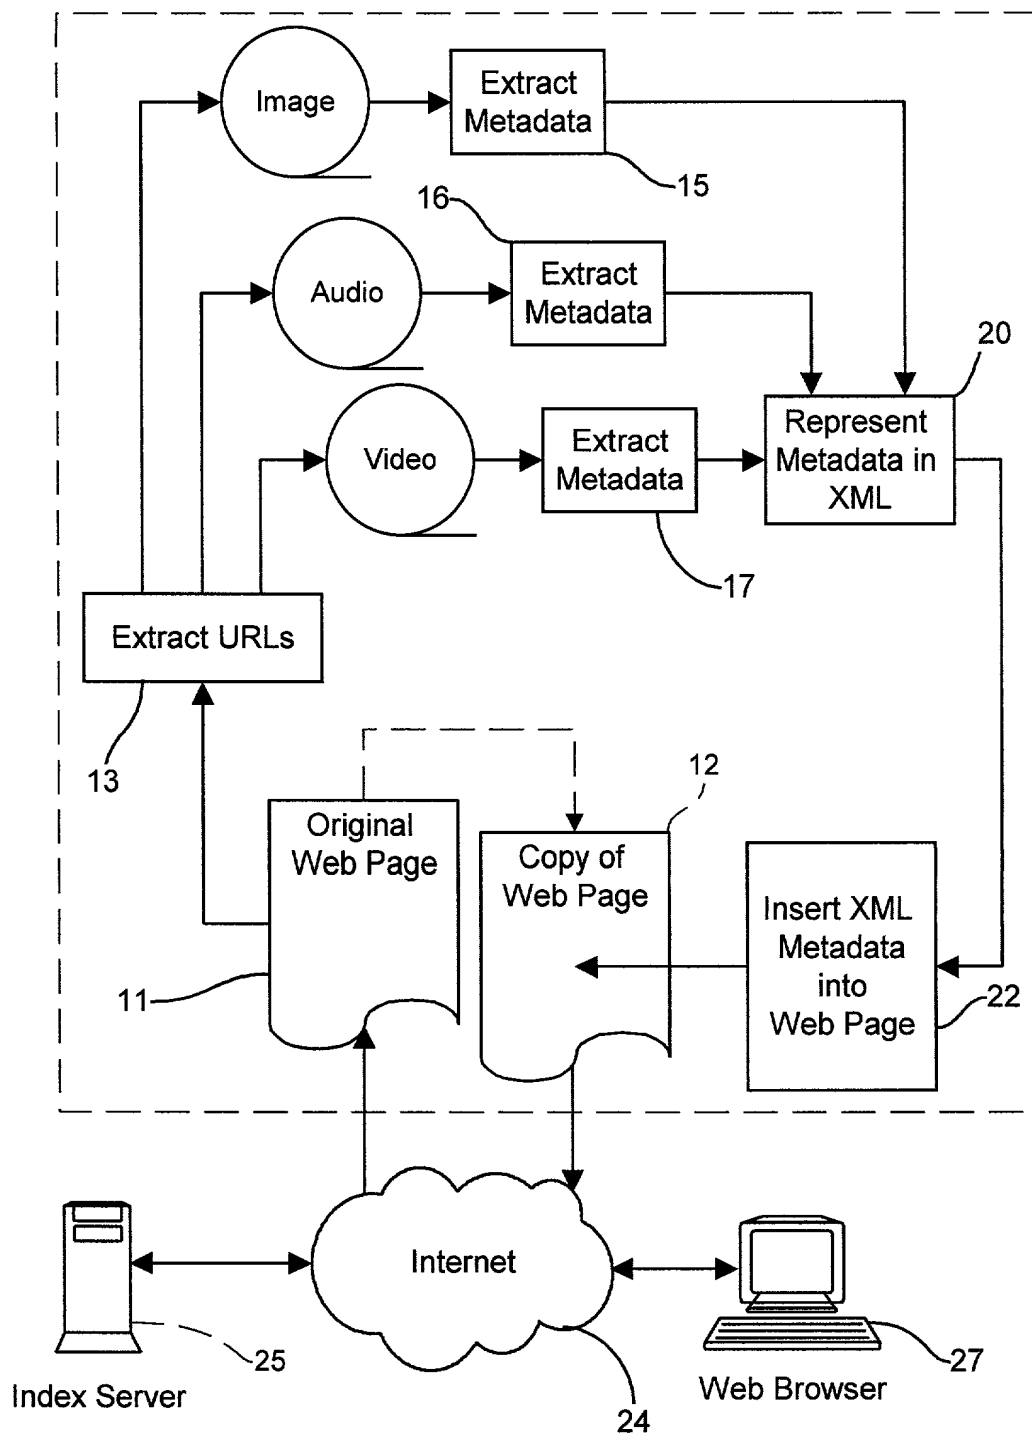 Image
Extract
Metadata
15
16
Audio
Extract
Metadata
20
Video
Extract
Metadata
Represent
Metadata in
XML
17
Extract URLs
13
12
Original
Web Page
Copy of
Web Page
Insert XML
Metadata
into
Web Page
11
22
Internet
25
27
Index Server
Web Browser
24